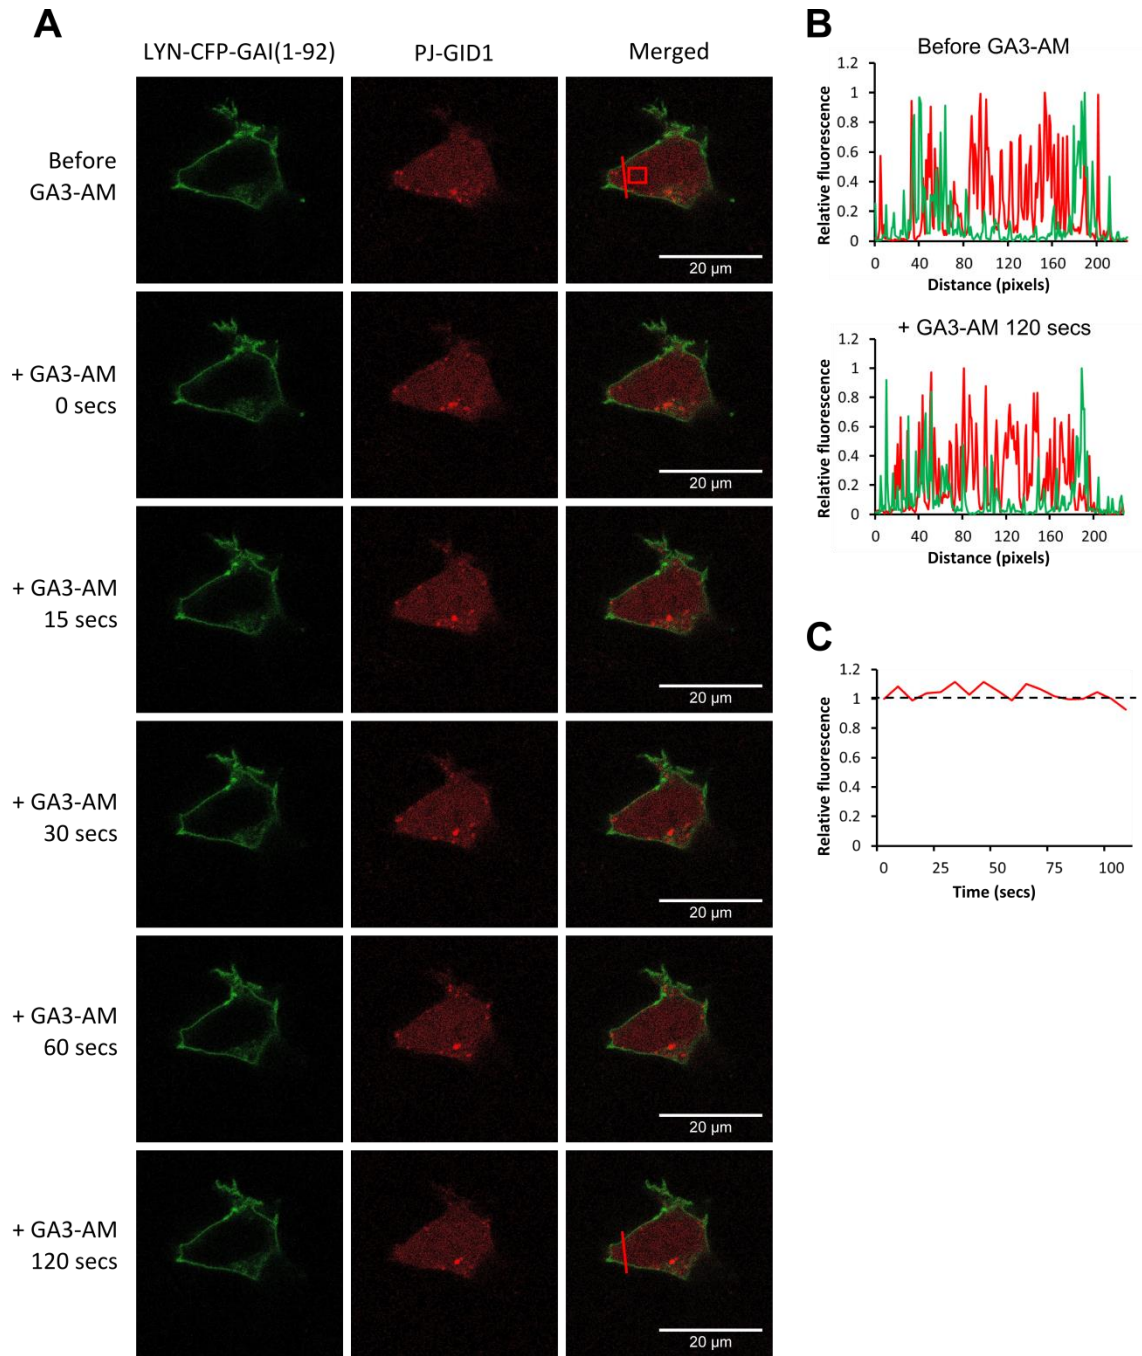 A
LYN-CFP-GAI(1-92)
PJ-GID1
Merged
Before
GA3-AM
20 µm
+ GA3-AM
0 secs
20 µm
+ GA3-AM
15 secs
20 µm
+ GA3-AM
30 secs
20 µm
+ GA3-AM
60 secs
20 µm
+ GA3-AM
120 secs
20 µm
B
Before GA3-AM
Relative fluorescence
1.2
1
0.8
0.6
0.4
0.2
0
0 40 80 120 160 200
Distance (pixels)
+ GA3-AM 120 secs
Relative fluorescence
1.2
1
0.8
0.6
0.4
0.2
0
0 40 80 120 160 200
Distance (pixels)
C
Relative fluorescence
1.2
1
0.8
0.6
0.4
0.2
0
0 25 50 75 100
Time (secs)